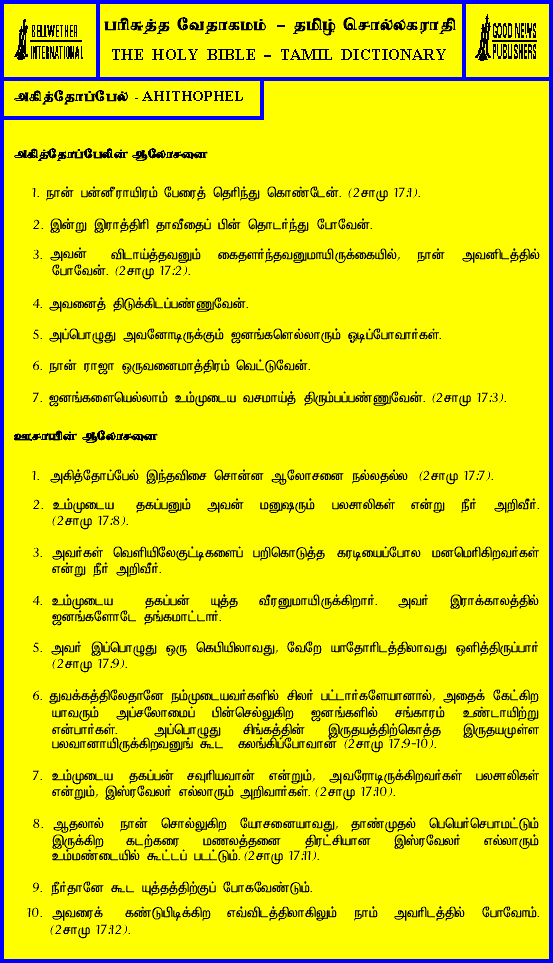 BELLWETHER
INTERNATIONAL
பரிசுத்த வேதாகமம் – தமிழ் சொல்லகராதி
THE HOLY BIBLE – TAMIL DICTIONARY
GOOD NEWS
PUBLISHERS
அகித்தோப்பேல் - AHITHOPHEL
அகித்தோப்பேலின் ஆலோசனை
1. நான் பன்னீராயிரம் பேரைத் தெரிந்து கொண்டேன். (2சாமு 17:1).
2. இன்று இராத்திரி தாவீதைப் பின் தொடர்ந்து போவேன்.
3. அவன் விடாய்த்தவனும் கைதளர்ந்தவனுமாயிருக்கையில், நான் அவனிடத்தில்
போவேன். (2சாமு 17:2).
4. அவனைத் திடுக்கிடப்பண்ணுவேன்.
5. அப்பொழுது அவனோடிருக்கும் ஜனங்களெல்லாரும் ஓடிப்போவார்கள்.
6. நான் ராஜா ஒருவனைமாத்திரம் வெட்டுவேன்.
7. ஜனங்களையெல்லாம் உம்முடைய வசமாய்த் திரும்பப்பண்ணுவேன். (2சாமு 17:3).
ஊசாயின் ஆலோசனை
1. அகித்தோப்பேல் இந்தவிசை சொன்ன ஆலோசனை நல்லதல்ல (2சாமு 17:7).
2. உம்முடைய தகப்பனும் அவன் மனுஷரும் பலசாலிகள் என்று நீர் அறிவீர்.
(2சாமு 17:8).
3. அவர்கள் வெளியிலேகுட்டிகளைப் பறிகொடுத்த கரடியைப்போல மனமெரிகிறவர்கள்
என்று நீர் அறிவீர்.
4. உம்முடைய தகப்பன் யுத்த வீரனுமாயிருக்கிறார். அவர் இராக்காலத்தில்
ஜனங்களோடே தங்கமாட்டார்.
5. அவர் இப்பொழுது ஒரு கெபியிலாவது, வேறே யாதோரிடத்திலாவது ஒளித்திருப்பார்
(2சாமு 17:9).
6. துவக்கத்திலேதானே நம்முடையவர்களில் சிலர் பட்டார்களேயானால், அதைக் கேட்கிற
யாவரும் அப்சலோமைப் பின்செல்லுகிற ஜனங்களில் சங்காரம் உண்டாயிற்று
என்பார்கள். அப்பொழுது சிங்கத்தின் இருதயத்திற்கொத்த இருதயமுள்ள
பலவானாயிருக்கிறவனுங் கூட கலங்கிப்போவான் (2சாமு 17:9-10).
7. உம்முடைய தகப்பன் சவுரியவான் என்றும், அவரோடிருக்கிறவர்கள் பலசாலிகள்
என்றும், இஸ்ரவேலர் எல்லாரும் அறிவார்கள். (2சாமு 17:10).
8. ஆதலால் நான் சொல்லுகிற யோசனையாவது, தாண்முதல் பெயெர்செபாமட்டும்
இருக்கிற கடற்கரை மணலத்தனை திரட்சியான இஸ்ரவேலர் எல்லாரும்
உம்மண்டையில் கூட்டப் படட்டும். (2சாமு 17:11).
9. நீர்தானே கூட யுத்தத்திற்குப் போகவேண்டும்.
10. அவரைக் கண்டுபிடிக்கிற எவ்விடத்திலாகிலும் நாம் அவரிடத்தில் போவோம்.
(2சாமு 17:12).